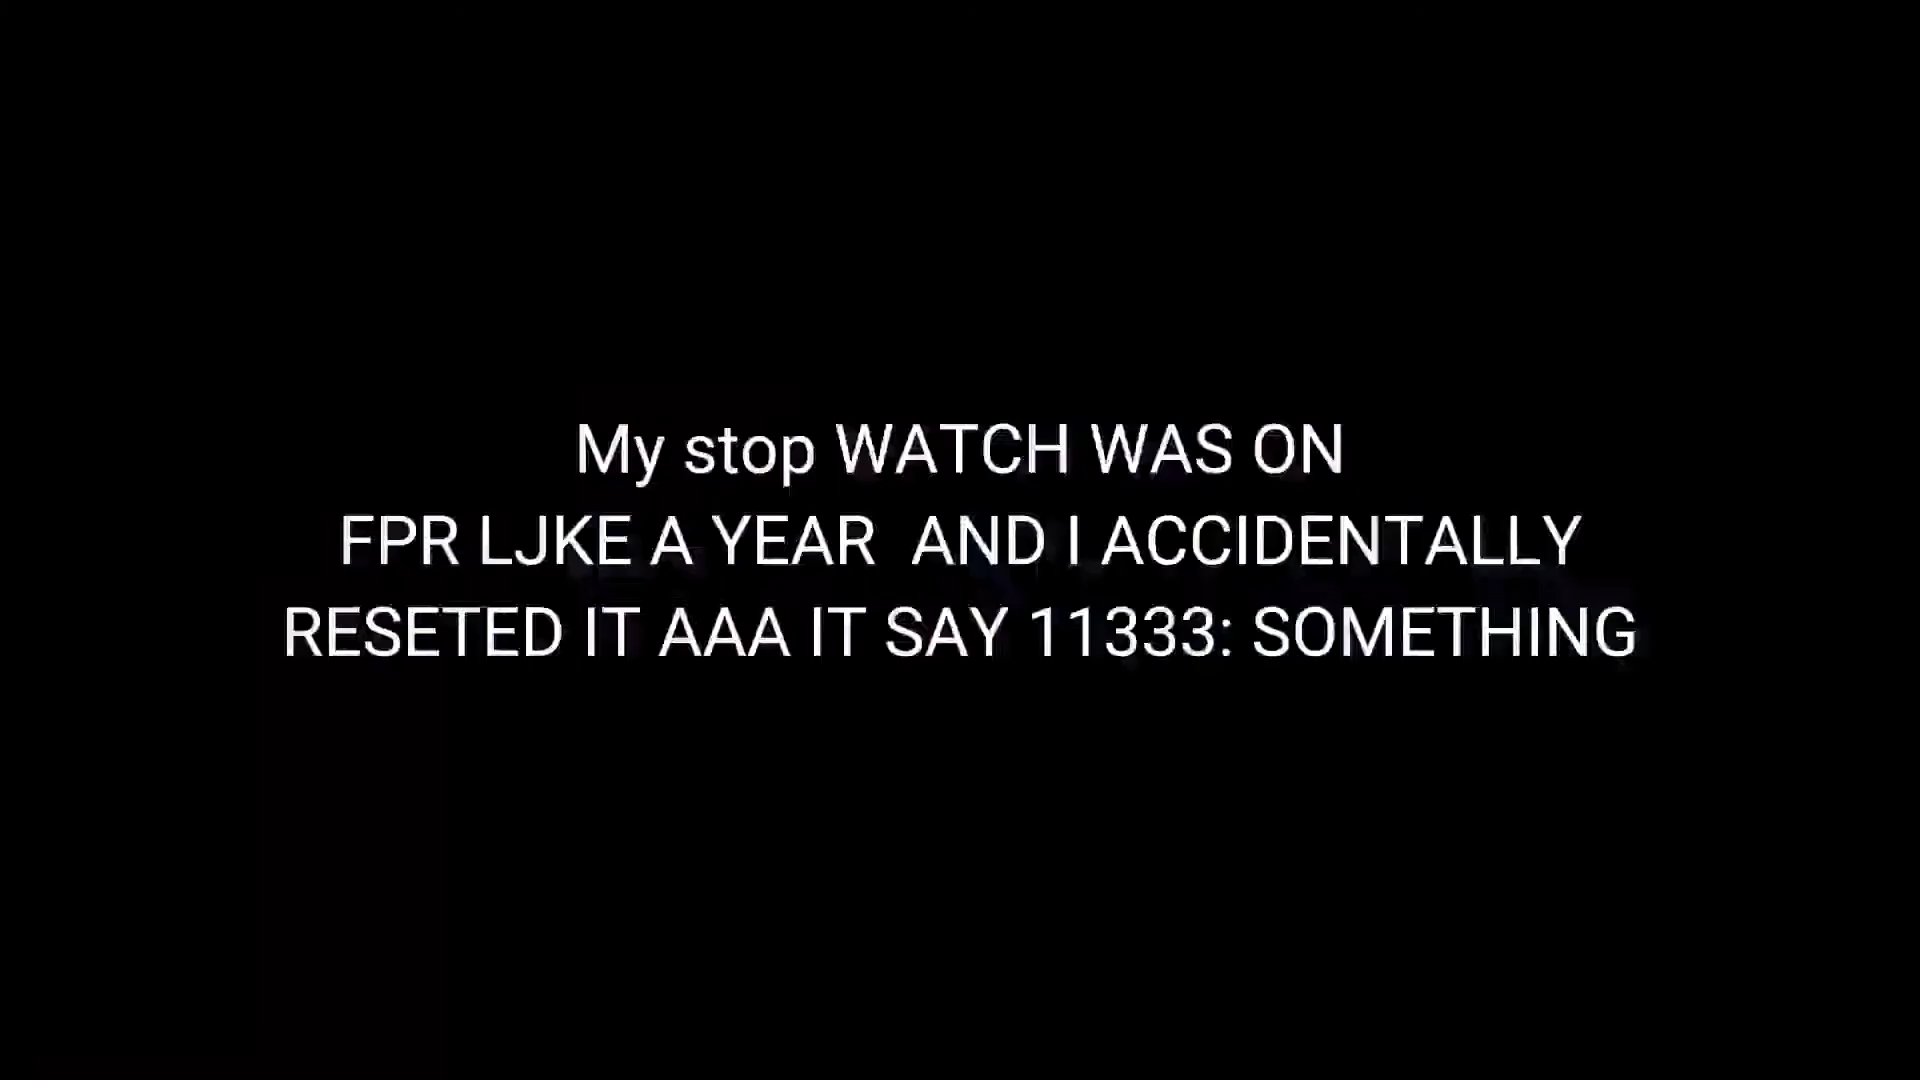 My stop WATCH WAS ON
FPR LJKE A YEAR  AND I ACCIDENTALLY
RESETED IT AAA IT SAY 11333: SOMETHING